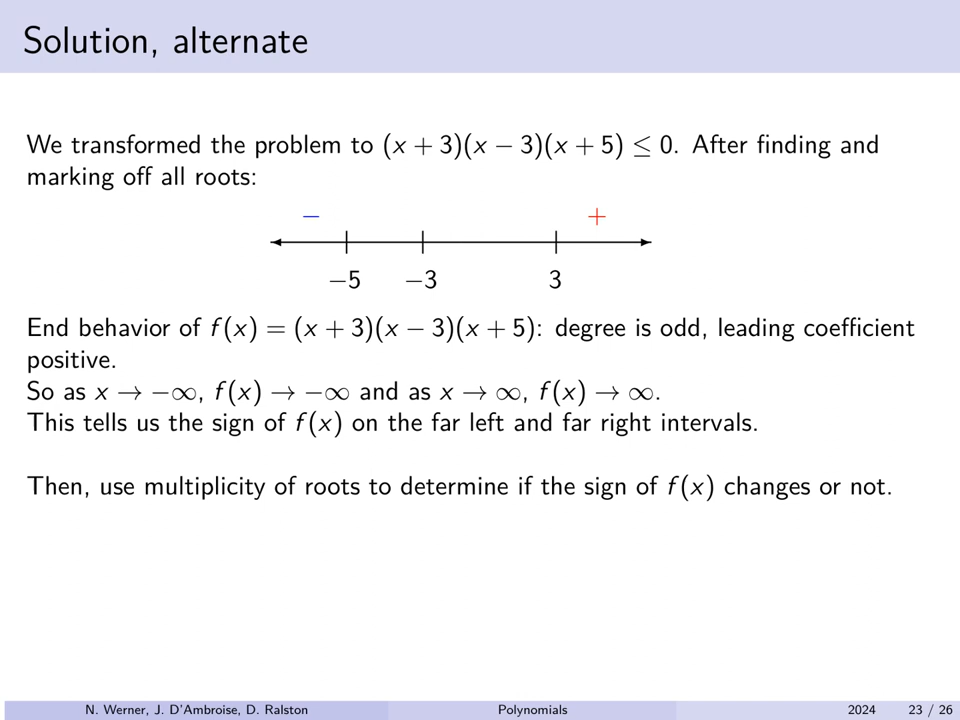 Solution, alternate
We transformed the problem to (x + 3)(x − 3)(x + 5) ≤ 0. After finding and
marking off all roots:
− +
−5 −3 3
End behavior of f(x) = (x + 3)(x − 3)(x + 5): degree is odd, leading coefficient
positive.
So as x → −∞, f(x) → −∞ and as x → ∞, f(x) → ∞.
This tells us the sign of f(x) on the far left and far right intervals.
Then, use multiplicity of roots to determine if the sign of f(x) changes or not.
N. Werner, J. D'Ambroise, D. Ralston Polynomials 2024 23 / 26